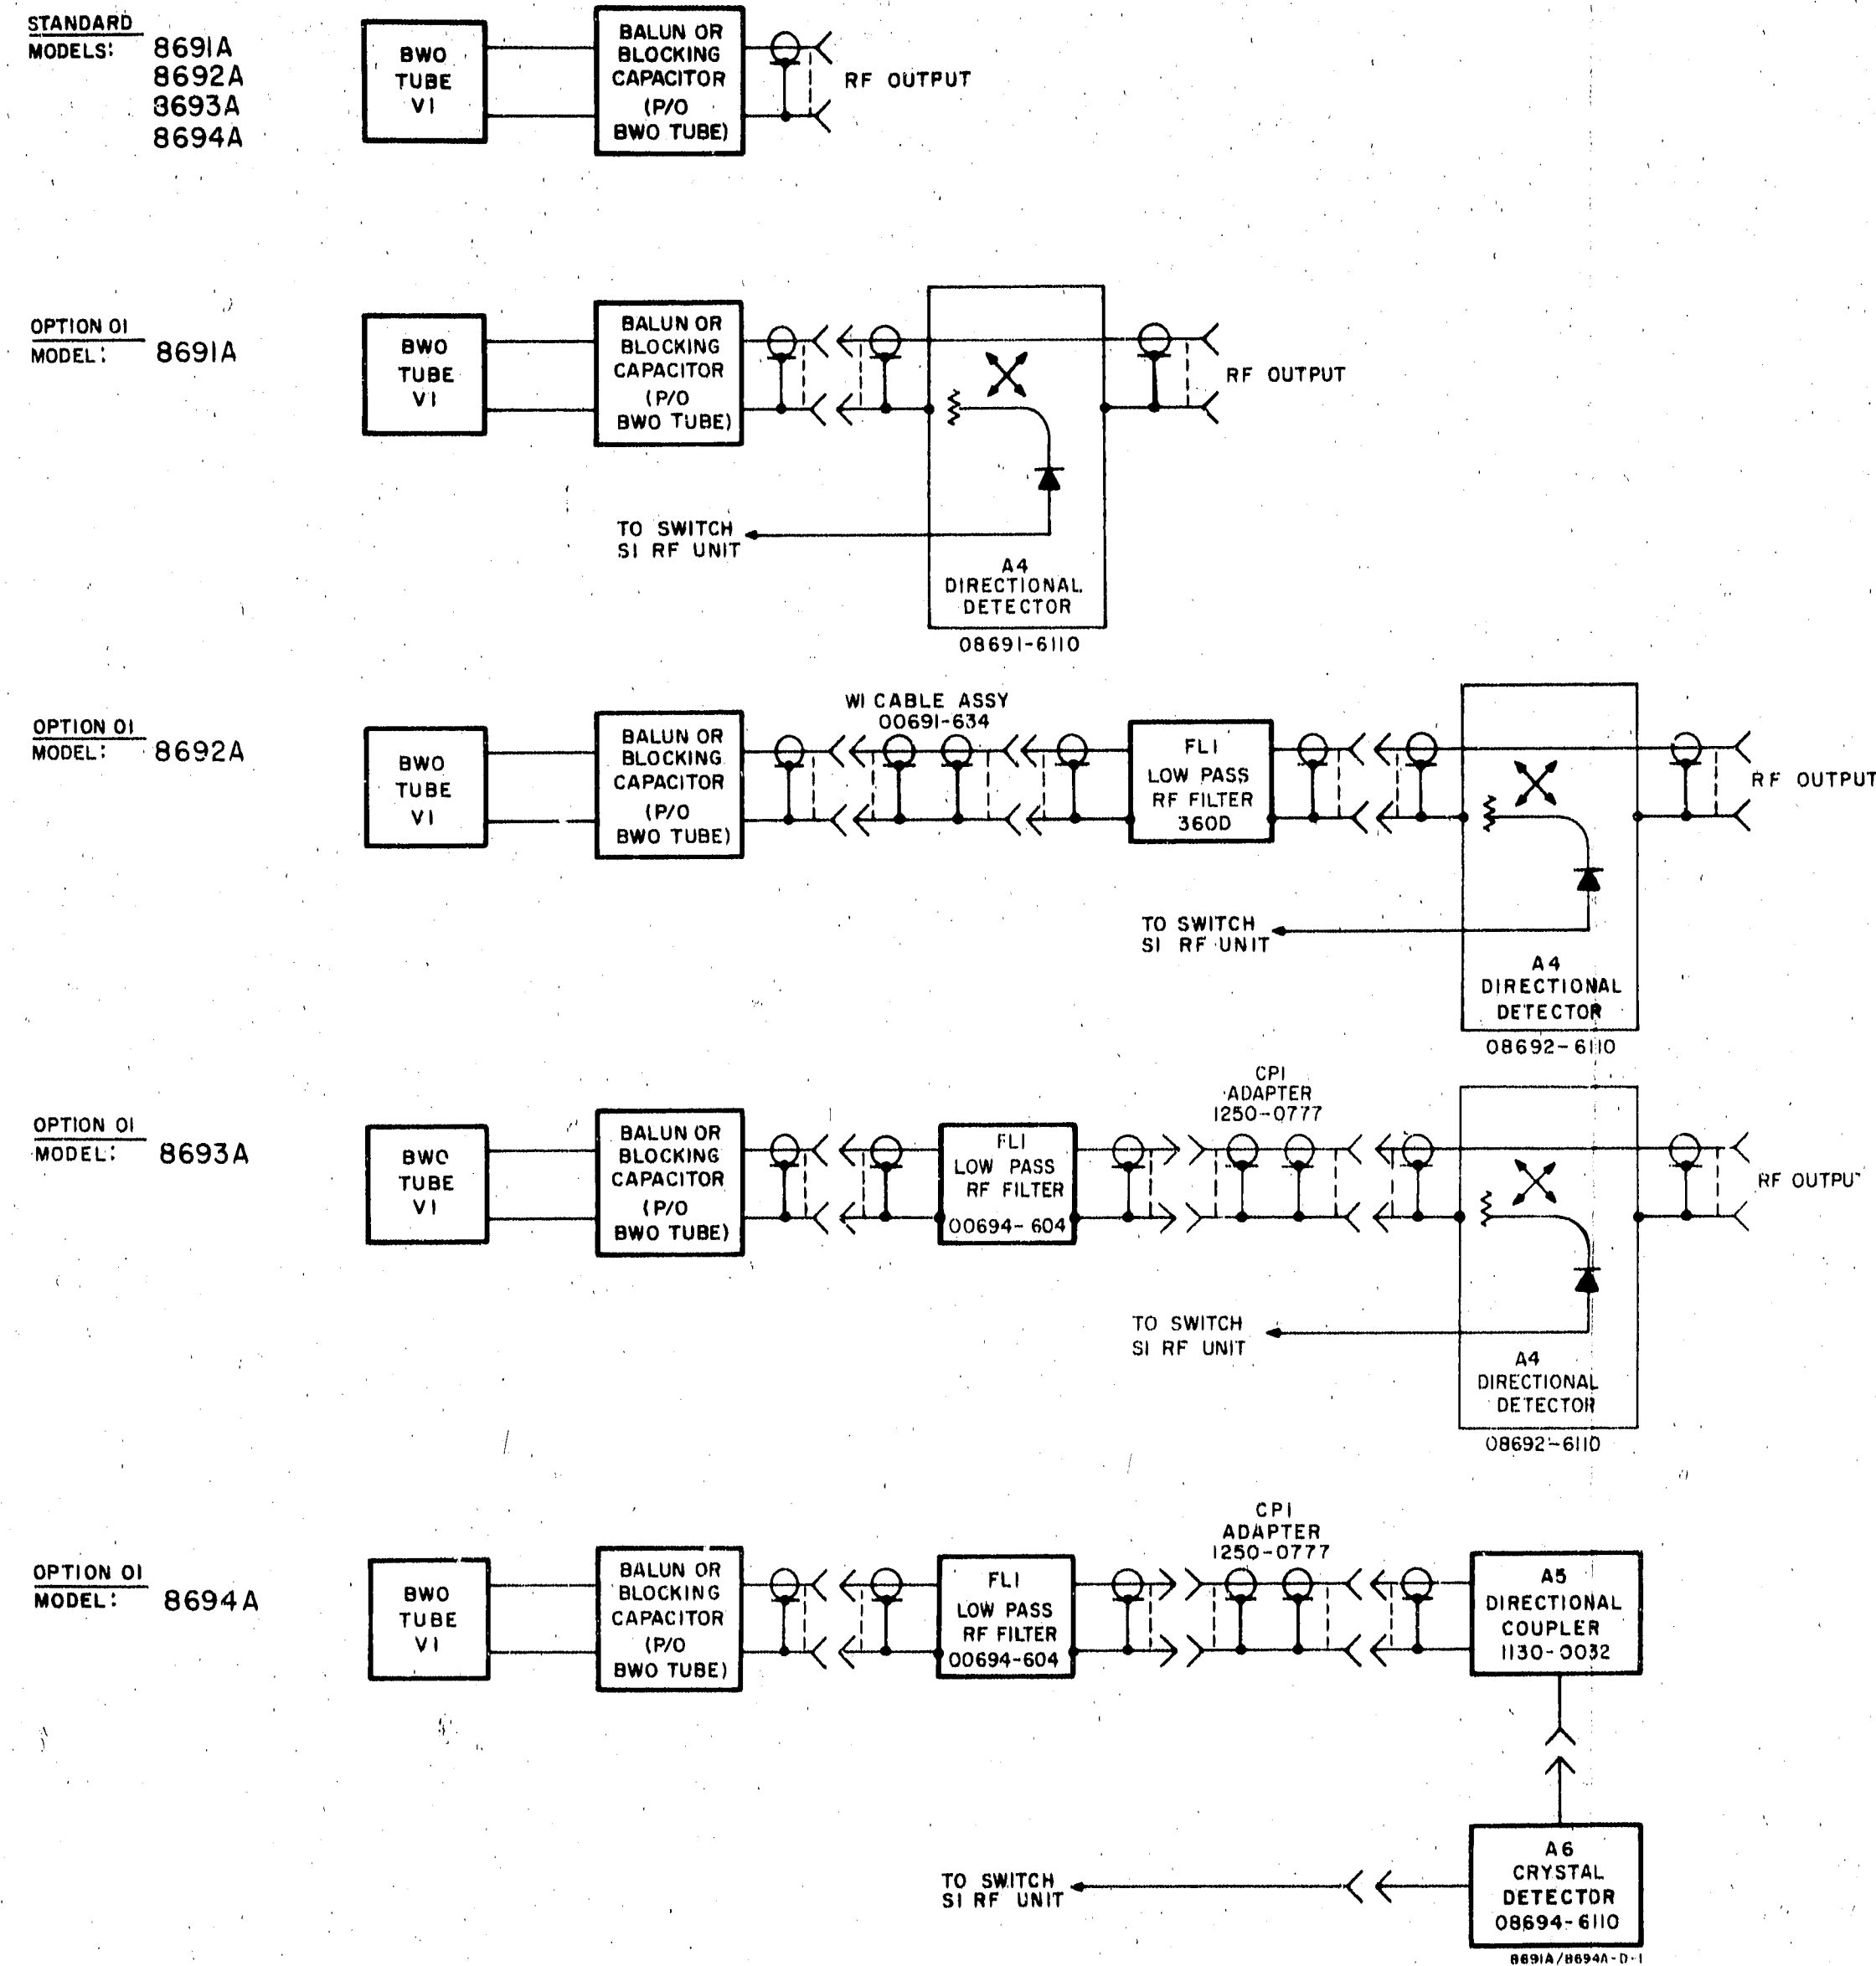 STANDARD
MODELS: 8691A
8692A
8693A
8694A
BWO
TUBE
V1
BALUN OR
BLOCKING
CAPACITOR
(P/O
BWO TUBE)
RF OUTPUT
OPTION 01
MODEL: 8691A
BWO
TUBE
V1
BALUN OR
BLOCKING
CAPACITOR
(P/O
BWO TUBE)
RF OUTPUT
TO SWITCH
S1 RF UNIT
A4
DIRECTIONAL
DETECTOR
08691-6110
OPTION 01
MODEL: 8692A
BWO
TUBE
V1
BALUN OR
BLOCKING
CAPACITOR
(P/O
BWO TUBE)
W1 CABLE ASSY
00691-634
FL1
LOW PASS
RF FILTER
360D
RF OUTPUT
TO SWITCH
S1 RF UNIT
A4
DIRECTIONAL
DETECTOR
08692-6110
OPTION 01
MODEL: 8693A
BWO
TUBE
V1
BALUN OR
BLOCKING
CAPACITOR
(P/O
BWO TUBE)
FL1
LOW PASS
RF FILTER
00694-604
CP1
ADAPTER
1250-0777
RF OUTPUT
TO SWITCH
S1 RF UNIT
A4
DIRECTIONAL
DETECTOR
08692-6110
OPTION 01
MODEL: 8694A
BWO
TUBE
V1
BALUN OR
BLOCKING
CAPACITOR
(P/O
BWO TUBE)
FL1
LOW PASS
RF FILTER
00694-604
CP1
ADAPTER
1250-0777
A5
DIRECTIONAL
COUPLER
1130-0032
TO SWITCH
S1 RF UNIT
A6
CRYSTAL
DETECTOR
08694-6110
8691A/8694A-D-1